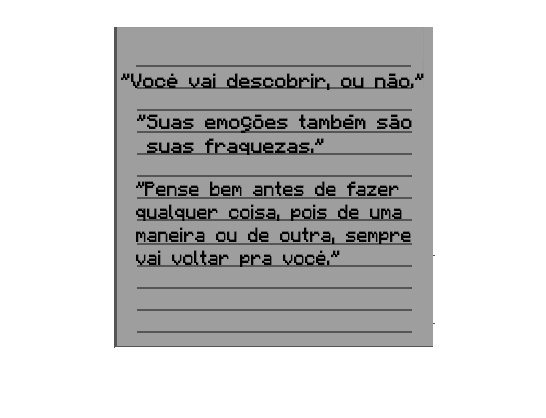 "Você vai descobrir, ou não."
"Suas emoções também são
suas fraquezas."
"Pense bem antes de fazer
qualquer coisa, pois de uma
maneira ou de outra, sempre
vai voltar pra você."